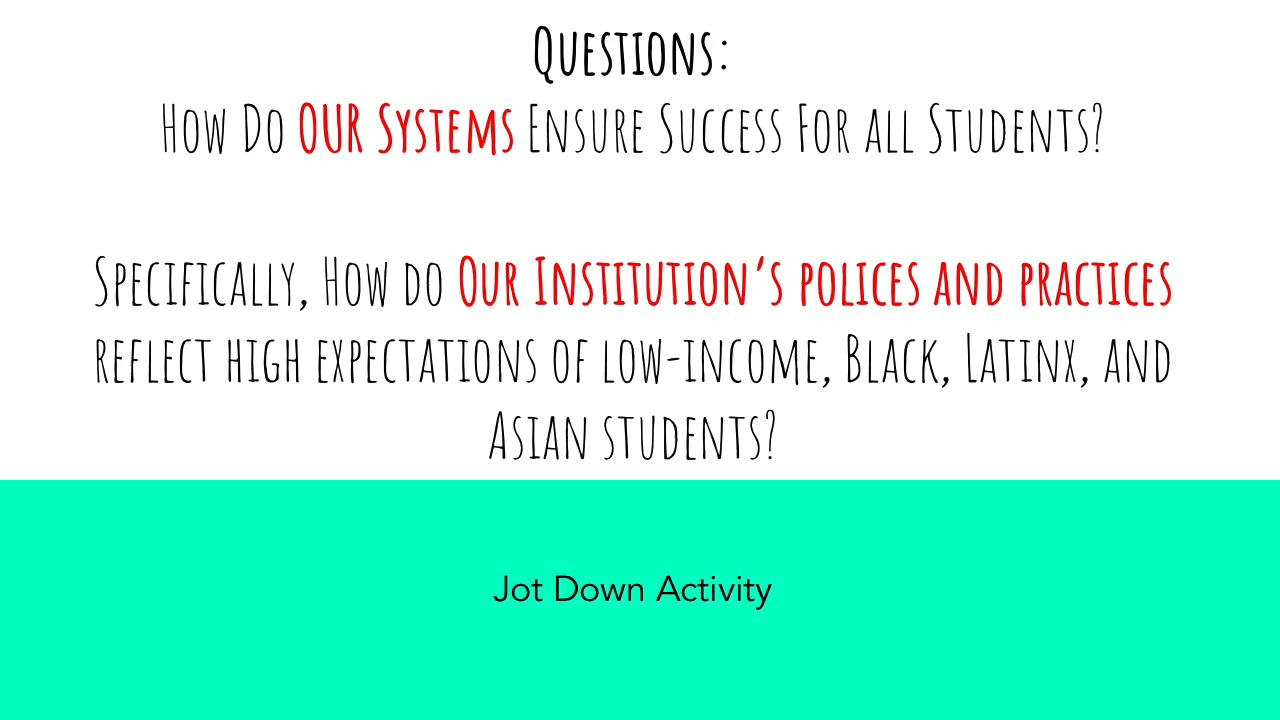 Questions:
How Do OUR Systems Ensure Success For all Students?
Specifically, How do Our Institution's polices and practices
reflect high expectations of low-income, Black, Latinx, and
Asian students?
Jot Down Activity